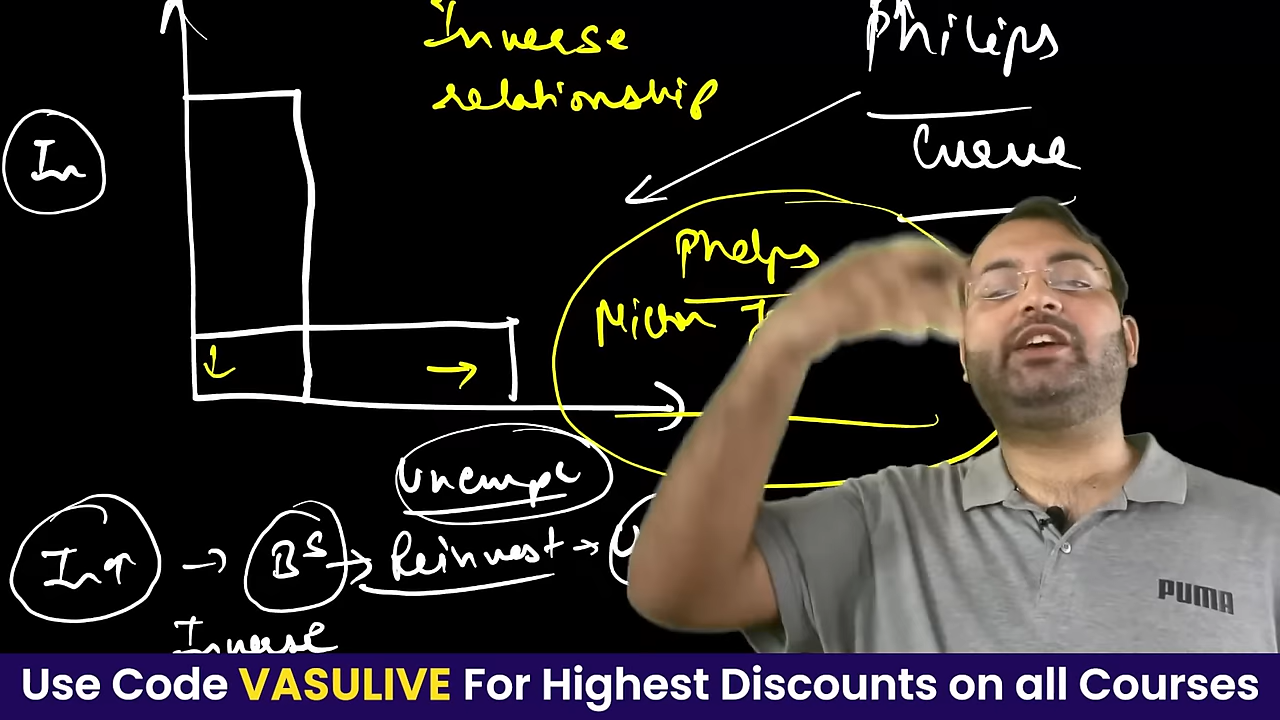 Inverse
relationship
Philips
Curve
In
Phelps
Unempl
In↑ → BS → Reinvest →
Inverse
PUMA
Use Code VASULIVE For Highest Discounts on all Courses